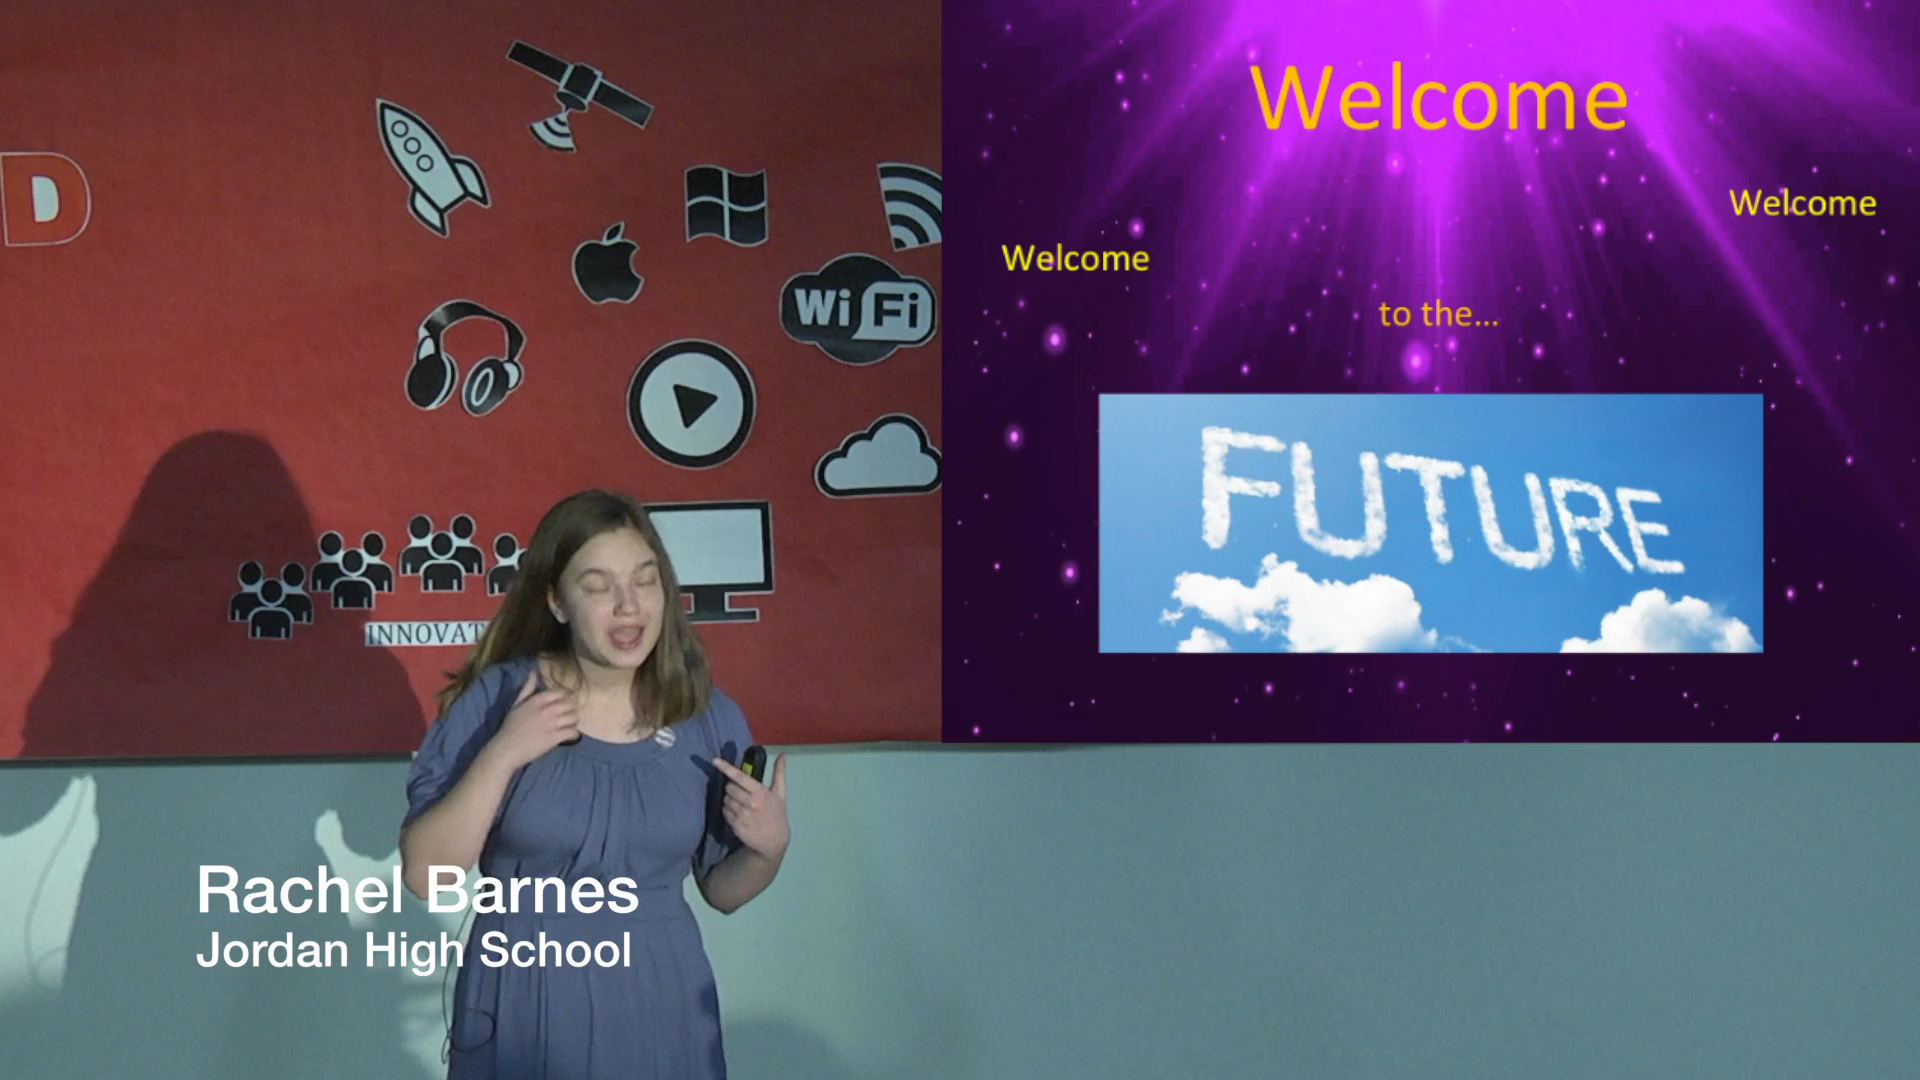 D
Wi Fi
INNOVAT
Rachel Barnes
Jordan High School
Welcome
Welcome
Welcome
to the...
FUTURE